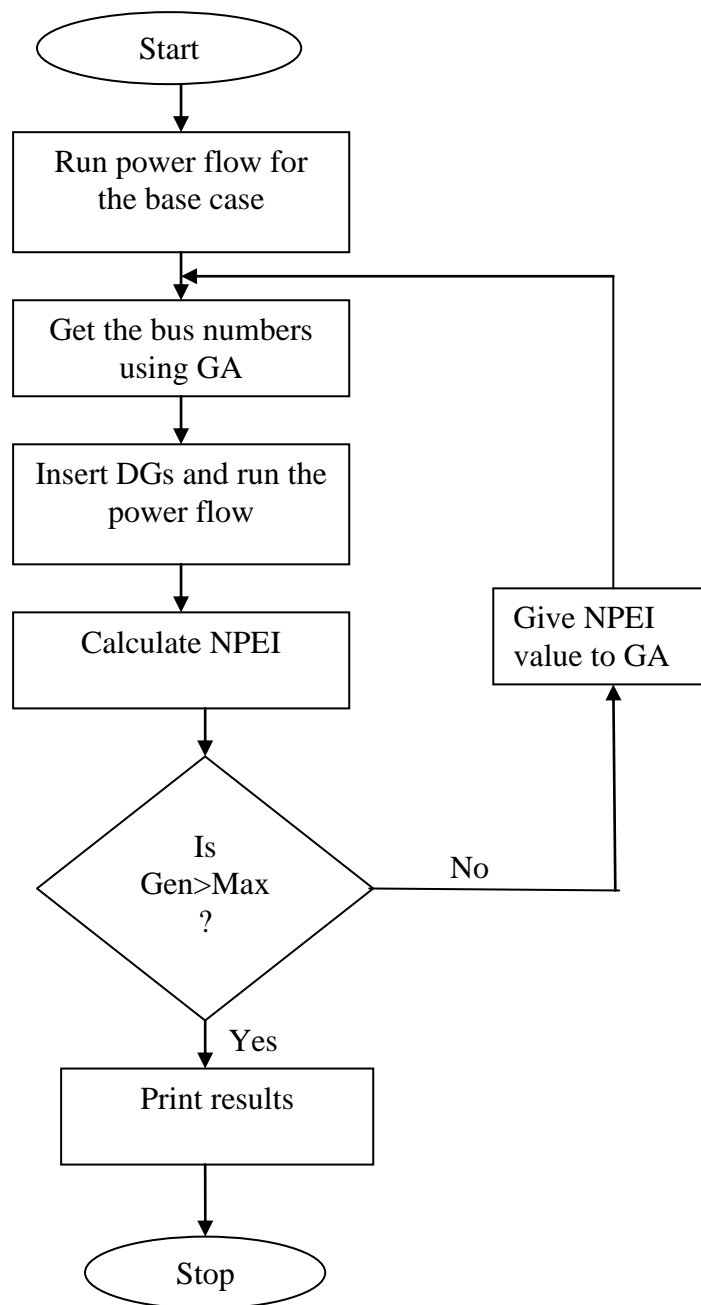 Start
Run power flow for
the base case
Get the bus numbers
using GA
Insert DGs and run the
power flow
Calculate NPEI
Give NPEI
value to GA
Is
Gen>Max
?
No
Yes
Print results
Stop